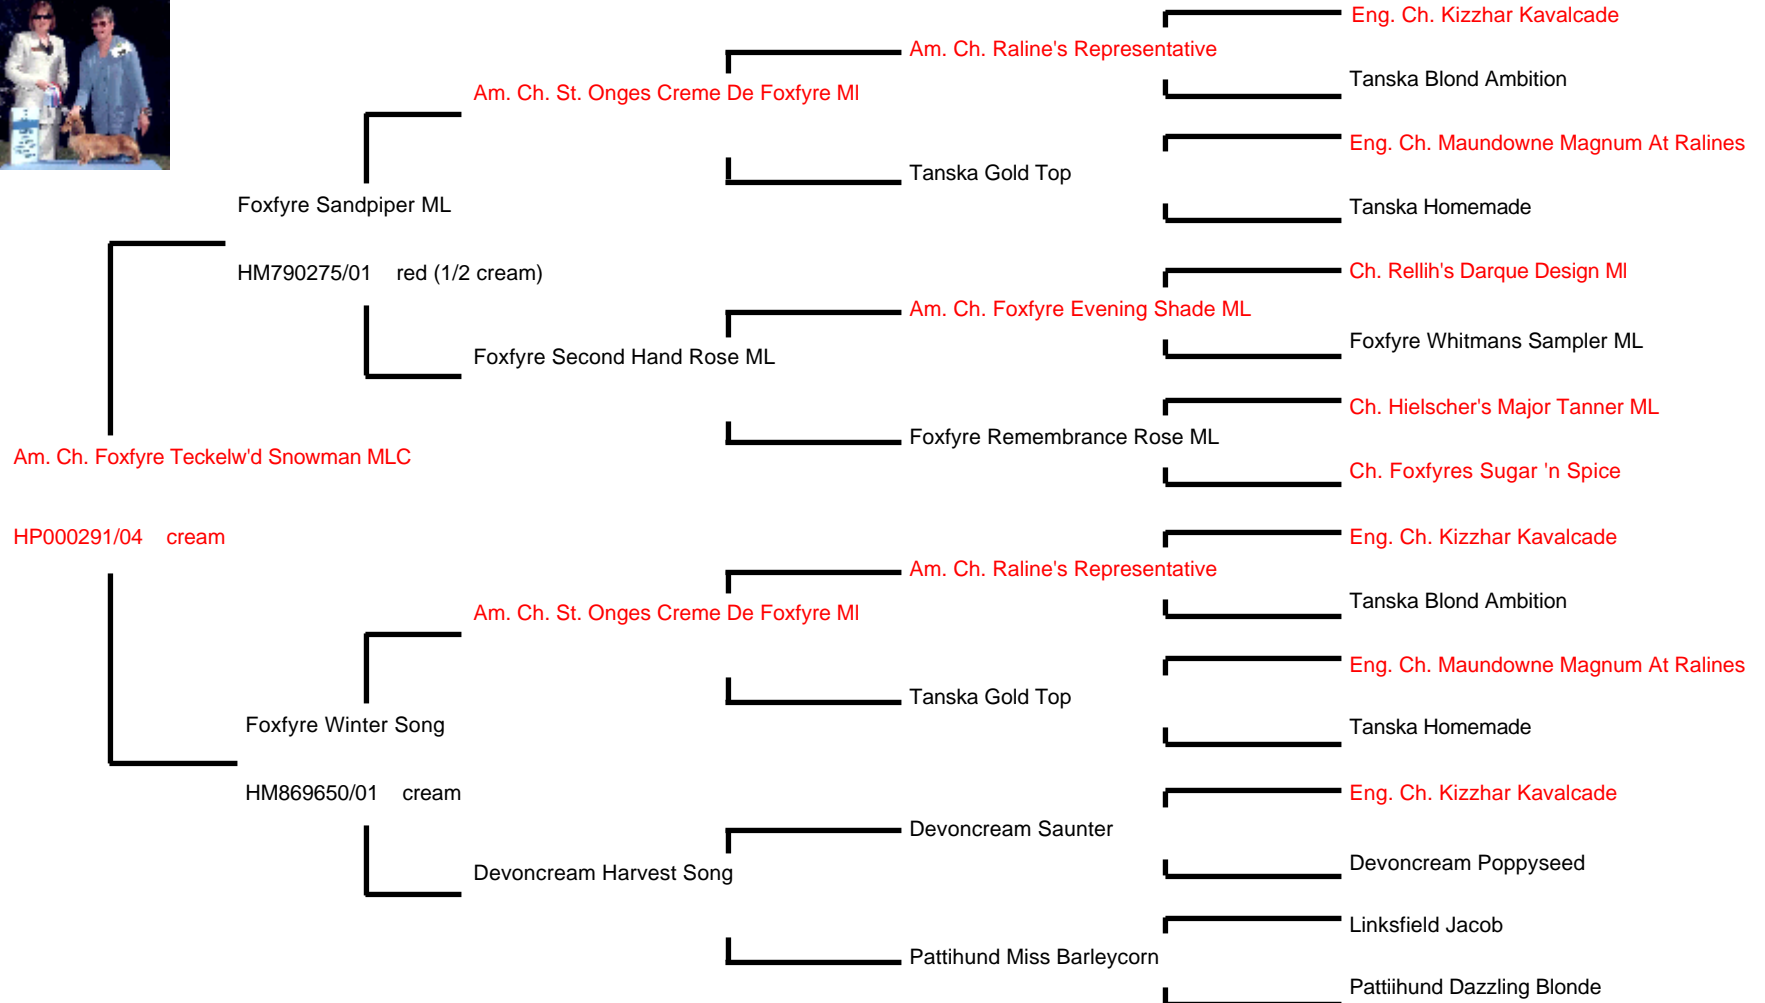 Eng. Ch. Kizzhar Kavalcade
Am. Ch. Raline's Representative
Tanska Blond Ambition
Am. Ch. St. Onges Creme De Foxfyre Ml
Eng. Ch. Maundowne Magnum At Ralines
Tanska Gold Top
Foxfyre Sandpiper ML
Tanska Homemade
HM790275/01 red (1/2 cream)
Ch. Rellih's Darque Design Ml
Am. Ch. Foxfyre Evening Shade ML
Foxfyre Whitmans Sampler ML
Foxfyre Second Hand Rose ML
Ch. Hielscher's Major Tanner ML
Foxfyre Remembrance Rose ML
Am. Ch. Foxfyre Teckelw'd Snowman MLC
Ch. Foxfyres Sugar 'n Spice
HP000291/04 cream
Eng. Ch. Kizzhar Kavalcade
Am. Ch. Raline's Representative
Tanska Blond Ambition
Am. Ch. St. Onges Creme De Foxfyre Ml
Eng. Ch. Maundowne Magnum At Ralines
Tanska Gold Top
Foxfyre Winter Song
Tanska Homemade
HM869650/01 cream
Eng. Ch. Kizzhar Kavalcade
Devoncream Saunter
Devoncream Poppyseed
Devoncream Harvest Song
Linksfield Jacob
Pattihund Miss Barleycorn
Pattiihund Dazzling Blonde